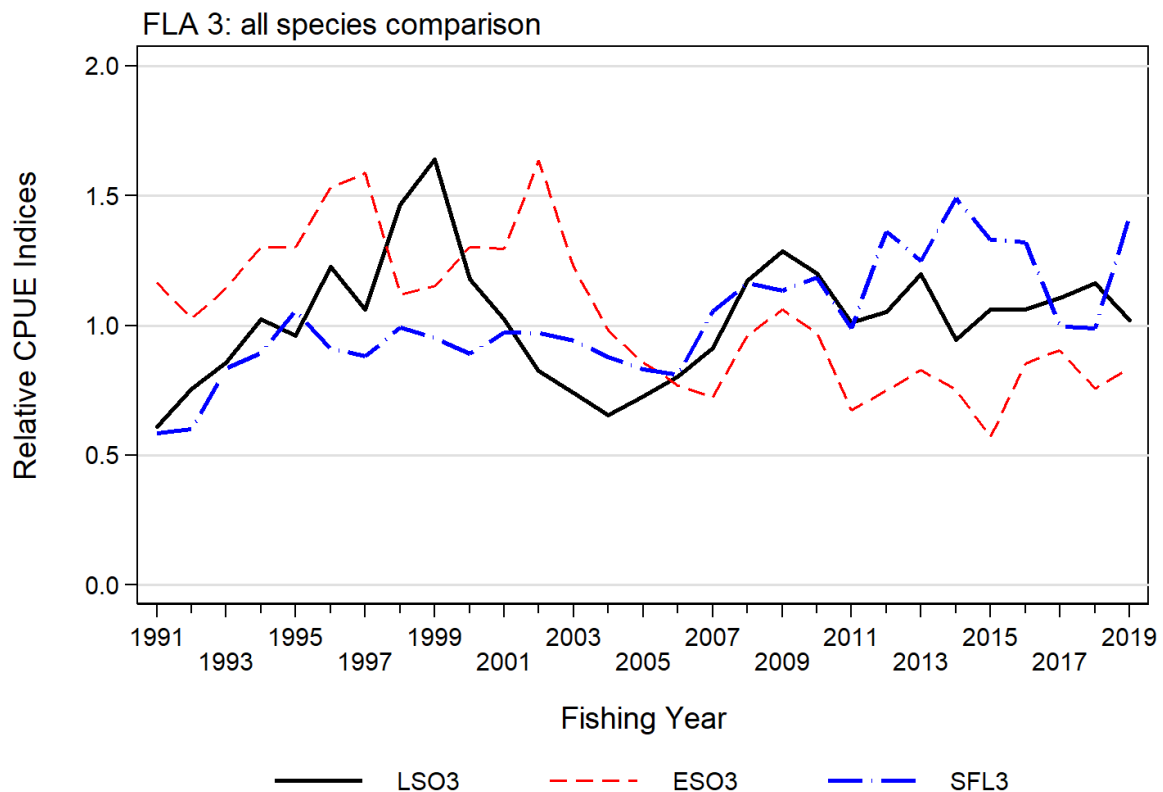 FLA 3: all species comparison
Relative CPUE Indices
2.0
1.5
1.0
0.5
0.0
1991 1995 1999 2003 2007 2011 2015 2019
1993 1997 2001 2005 2009 2013 2017
Fishing Year
LSO3 ESO3 SFL3